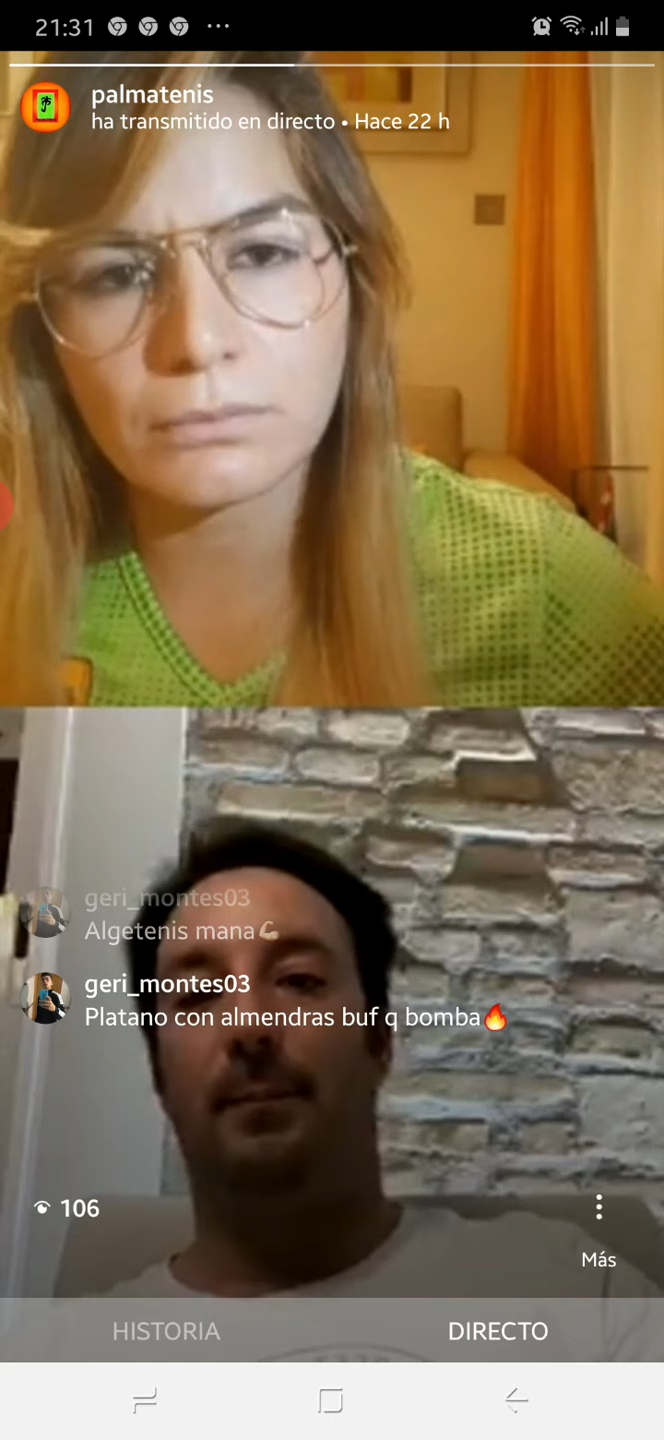 21:31
palmatenis
ha transmitido en directo • Hace 22 h
geri_montes03
Algetenis mana💪🏼
geri_montes03
Platano con almendras buf q bomba🔥
106
Más
HISTORIA
DIRECTO